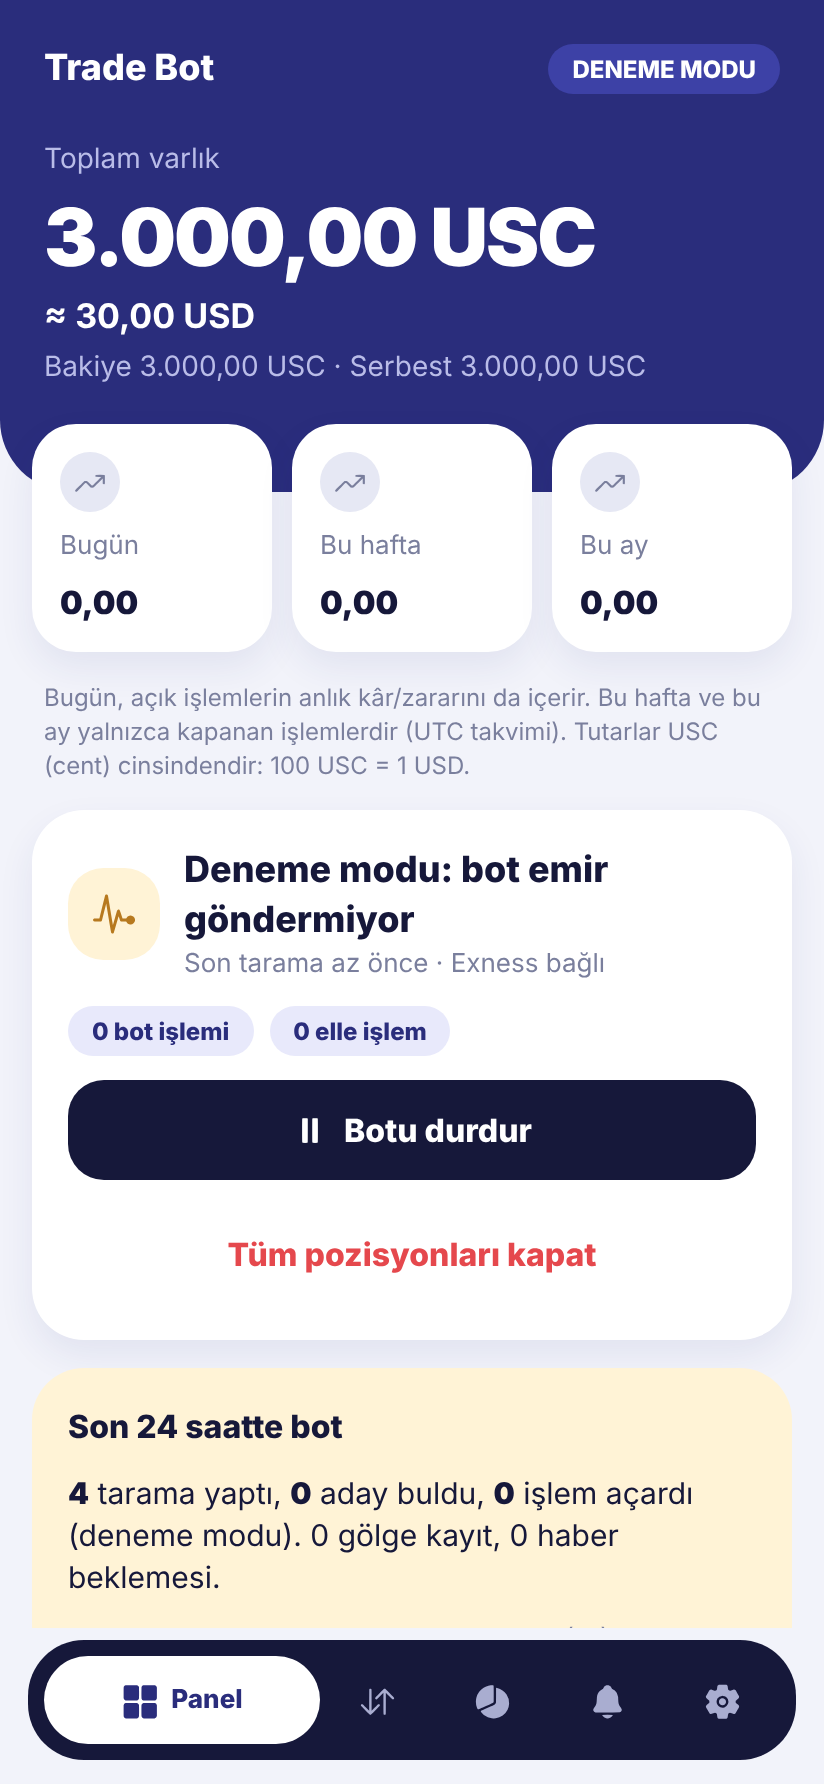 Trade Bot
DENEME MODU
Toplam varlık
3.000,00 USC
≈ 30,00 USD
Bakiye 3.000,00 USC · Serbest 3.000,00 USC
Bugün
0,00
Bu hafta
0,00
Bu ay
0,00
Bugün, açık işlemlerin anlık kâr/zararını da içerir. Bu hafta ve bu
ay yalnızca kapanan işlemlerdir (UTC takvimi). Tutarlar USC
(cent) cinsindendir: 100 USC = 1 USD.
Deneme modu: bot emir
göndermiyor
Son tarama az önce · Exness bağlı
0 bot işlemi
0 elle işlem
Botu durdur
Tüm pozisyonları kapat
Son 24 saatte bot
4 tarama yaptı, 0 aday buldu, 0 işlem açardı
(deneme modu). 0 gölge kayıt, 0 haber
beklemesi.
Panel